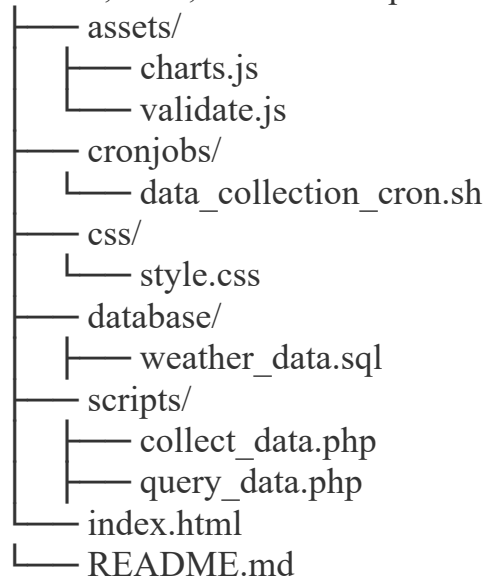 assets/
charts.js
validate.js
cronjobs/
data_collection_cron.sh
css/
style.css
database/
weather_data.sql
scripts/
collect_data.php
query_data.php
index.html
README.md